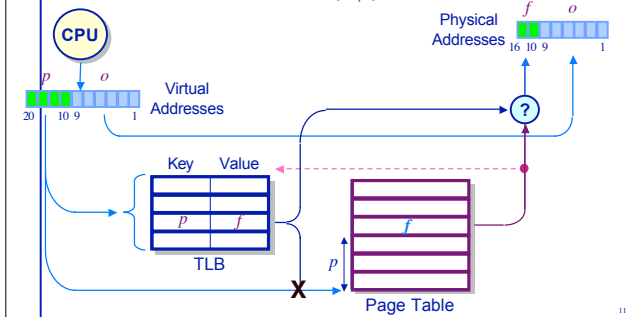 CPU
p o
20 10 9 1
Virtual
Addresses
Physical
Addresses
f o
16 10 9 1
?
Key Value
p f
TLB
X
f
p
Page Table
11